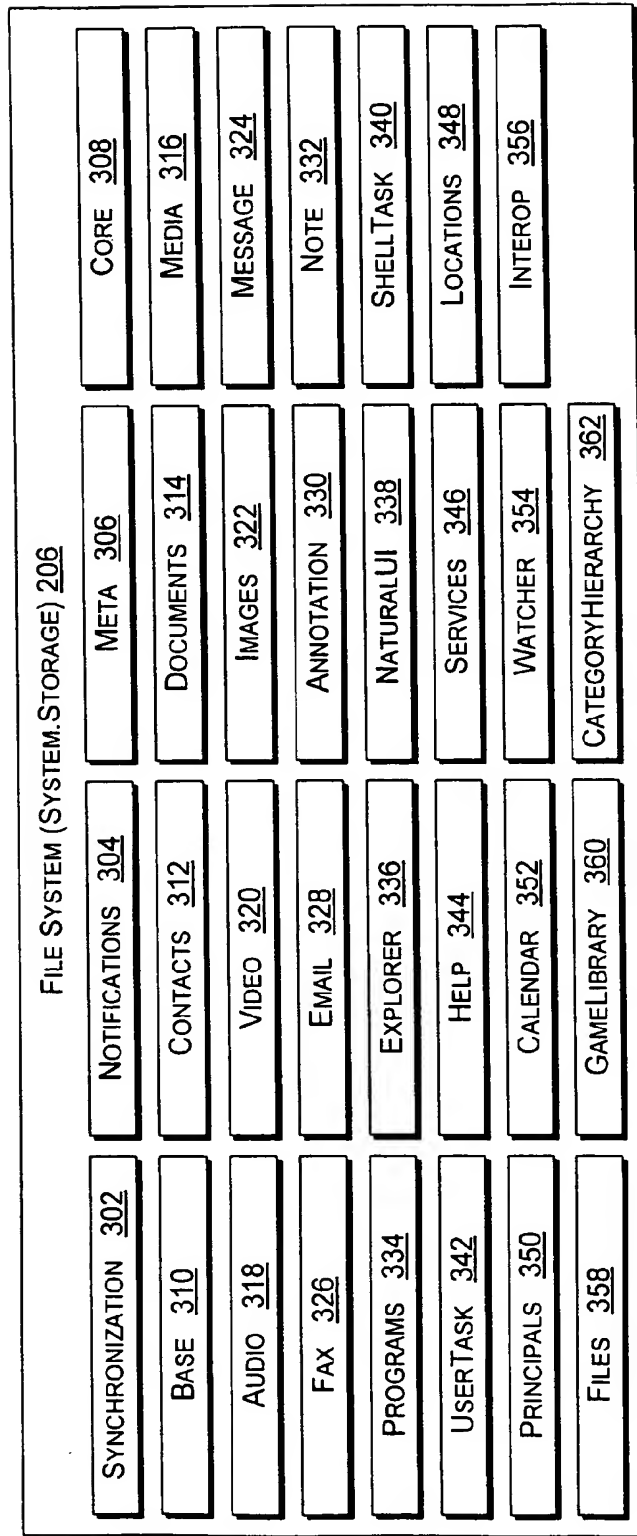 FILE SYSTEM (SYSTEM.STORAGE) 206
SYNCHRONIZATION 302
NOTIFICATIONS 304
META 306
CORE 308
BASE 310
CONTACTS 312
DOCUMENTS 314
MEDIA 316
AUDIO 318
VIDEO 320
IMAGES 322
MESSAGE 324
FAX 326
EMAIL 328
ANNOTATION 330
NOTE 332
PROGRAMS 334
EXPLORER 336
NATURALUI 338
SHELLTASK 340
USERTASK 342
HELP 344
SERVICES 346
LOCATIONS 348
PRINCIPALS 350
CALENDAR 352
WATCHER 354
INTEROP 356
FILES 358
GAMELIBRARY 360
CATEGORYHIERARCHY 362